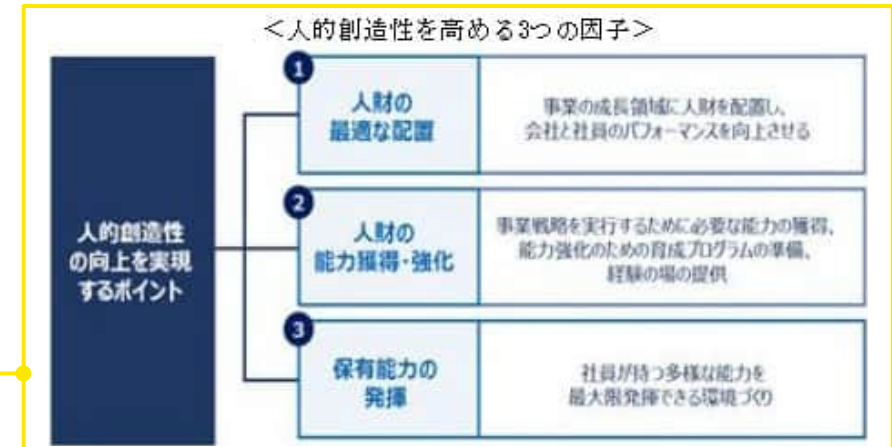 ＜人的創造性を高める3つの因子＞
人的創造性
の向上を実現
するポイント
1
人財の
最適な配置
事業の成長領域に人財を配置し、
会社と社員のパフォーマンスを向上させる
2
人財の
能力獲得・強化
事業戦略を実行するために必要な能力の獲得、
能力強化のための育成プログラムの準備、
経験の場の提供
3
保有能力の
発揮
社員が持つ多様な能力を
最大限発揮できる環境づくり